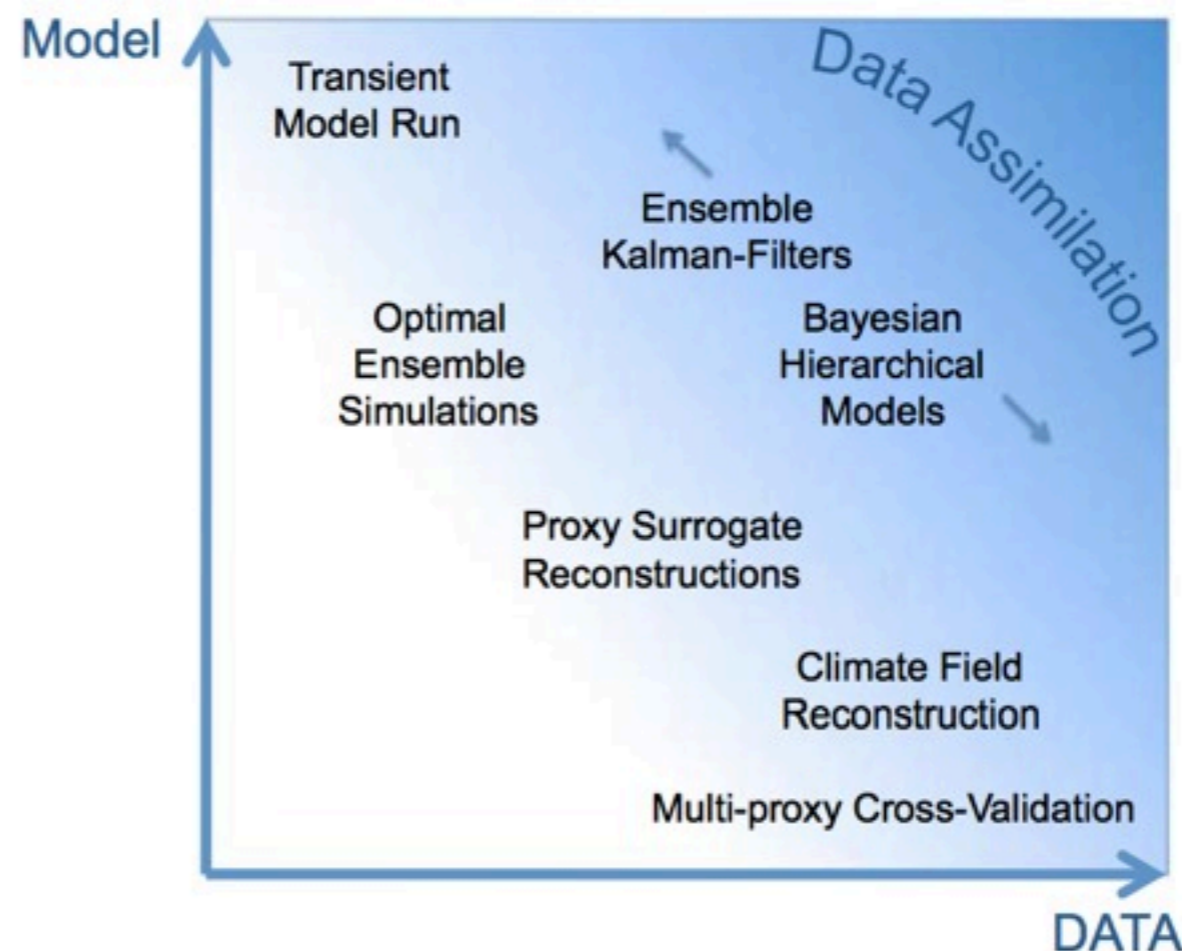 Model
Transient
Model Run
Data Assimilation
Ensemble
Kalman-Filters
Optimal
Ensemble
Simulations
Bayesian
Hierarchical
Models
Proxy Surrogate
Reconstructions
Climate Field
Reconstruction
Multi-proxy Cross-Validation
DATA